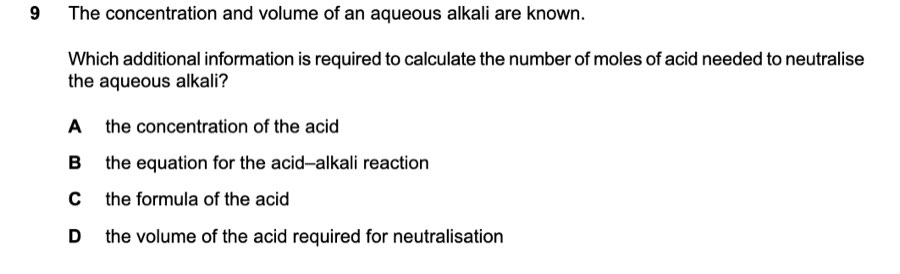 9 The concentration and volume of an aqueous alkali are known.
Which additional information is required to calculate the number of moles of acid needed to neutralise
the aqueous alkali?
A the concentration of the acid
B the equation for the acid–alkali reaction
C the formula of the acid
D the volume of the acid required for neutralisation